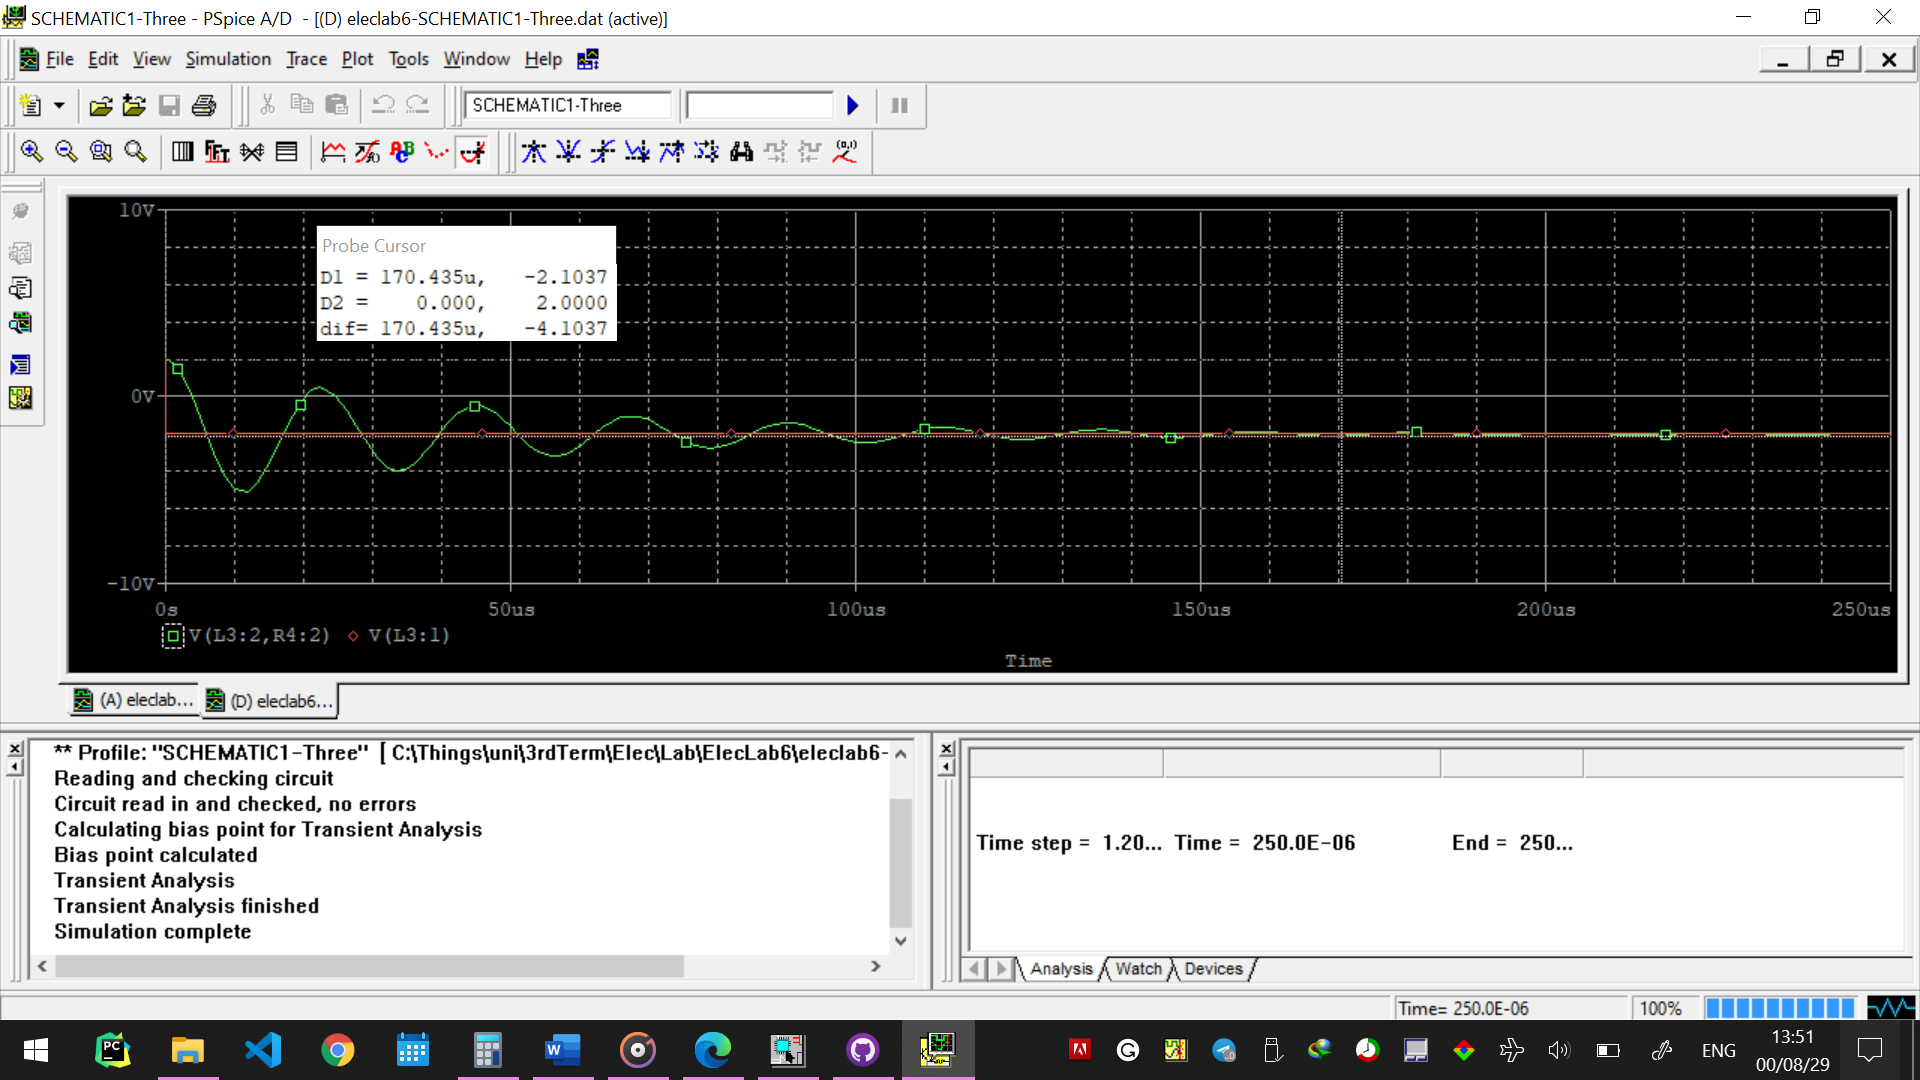 SCHEMATIC1-Three - PSpice A/D - [(D) eleclab6-SCHEMATIC1-Three.dat (active)]
File Edit View Simulation Trace Plot Tools Window Help
SCHEMATIC1-Three
10V
Probe Cursor
D1 = 170.435u, -2.1037
D2 = 0.000, 2.0000
dif= 170.435u, -4.1037
0V
-10V
0s 50us 100us 150us 200us 250us
V(L3:2,R4:2) V(L3:1)
Time
(A) eleclab... (D) eleclab6...
** Profile: "SCHEMATIC1-Three" [ C:\Things\uni\3rdTerm\Elec\Lab\ElecLab6\eleclab6-
Reading and checking circuit
Circuit read in and checked, no errors
Calculating bias point for Transient Analysis
Bias point calculated
Transient Analysis
Transient Analysis finished
Simulation complete
Time step = 1.20... Time = 250.0E-06 End = 250...
Analysis Watch Devices
Time= 250.0E-06 100%
ENG
13:51
00/08/29